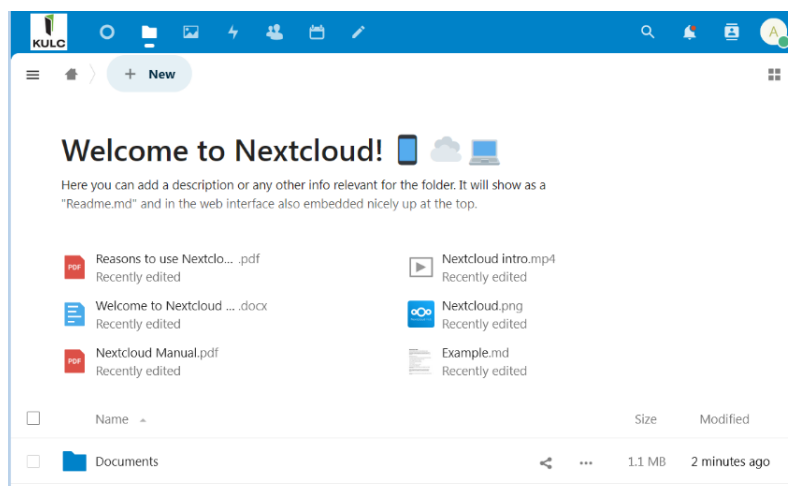 KULC
A
+ New
Welcome to Nextcloud!
Here you can add a description or any other info relevant for the folder. It will show as a
"Readme.md" and in the web interface also embedded nicely up at the top.
PDF
Reasons to use Nextclo... .pdf
Recently edited
Nextcloud intro.mp4
Recently edited
Welcome to Nextcloud ... .docx
Recently edited
Nextcloud.png
Recently edited
PDF
Nextcloud Manual.pdf
Recently edited
Example.md
Recently edited
Name
Size
Modified
Documents
1.1 MB
2 minutes ago